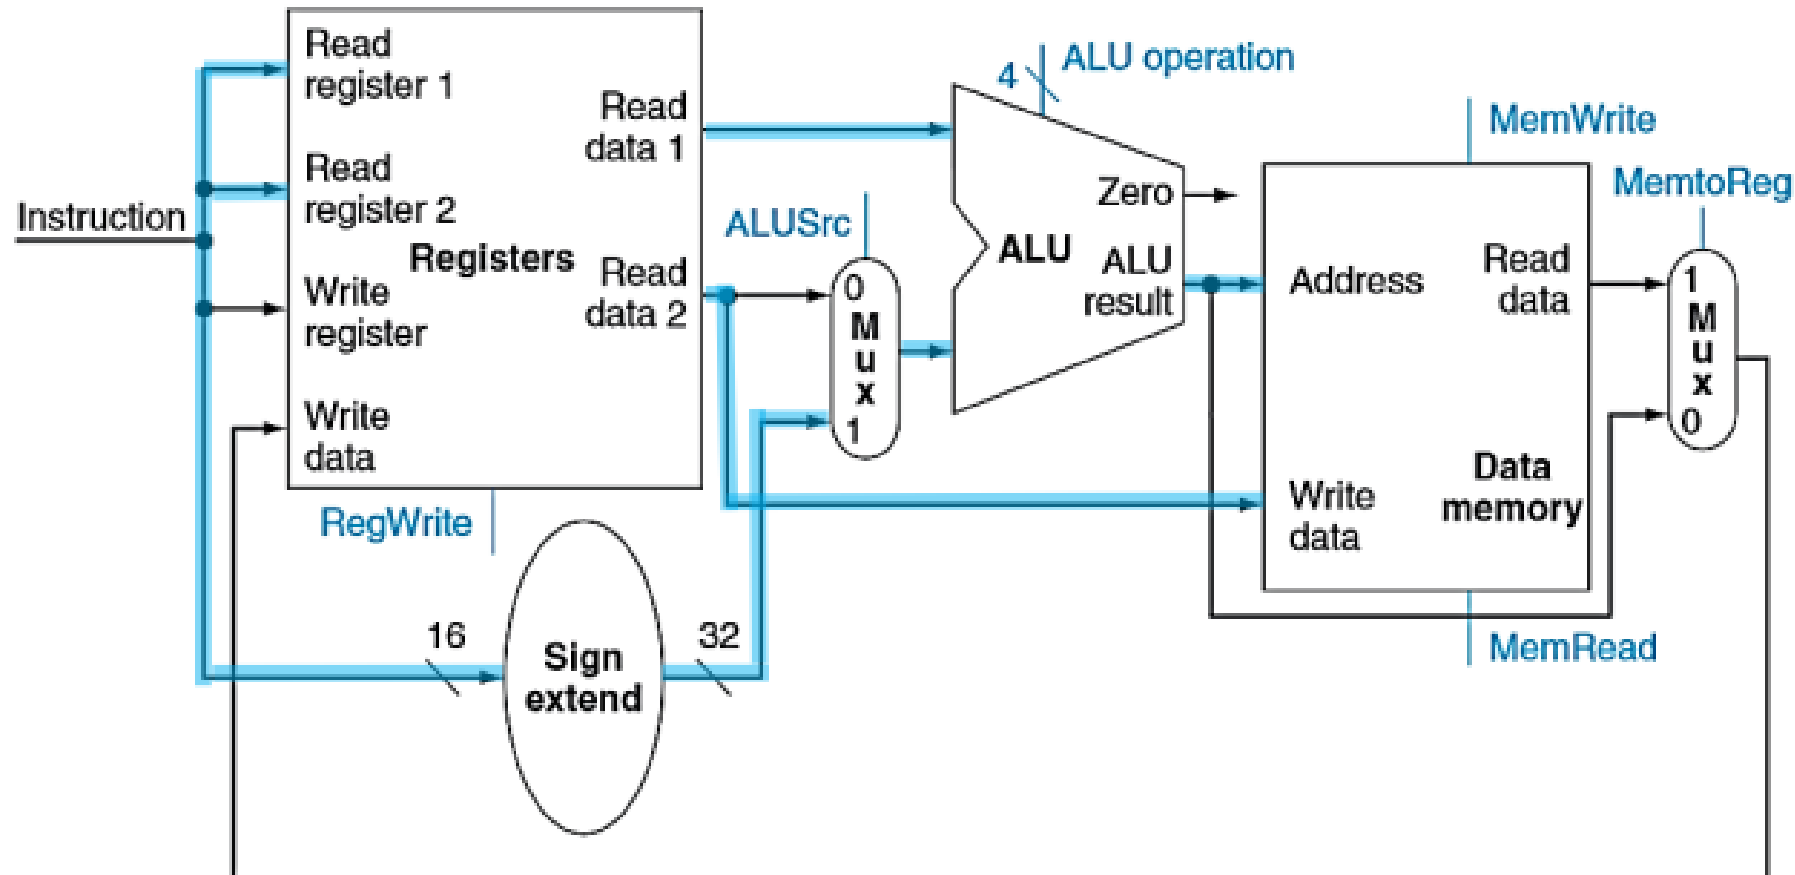 Read
register 1
Read
data 1
4
ALU operation
MemWrite
MemtoReg
Instruction
Read
register 2
Registers
Read
data 2
Write
register
Write
data
RegWrite
ALUSrc
0
M
u
x
1
Zero
ALU
ALU
result
Address
Read
data
Write
data
Data
memory
1
M
u
x
0
MemRead
16
Sign
extend
32